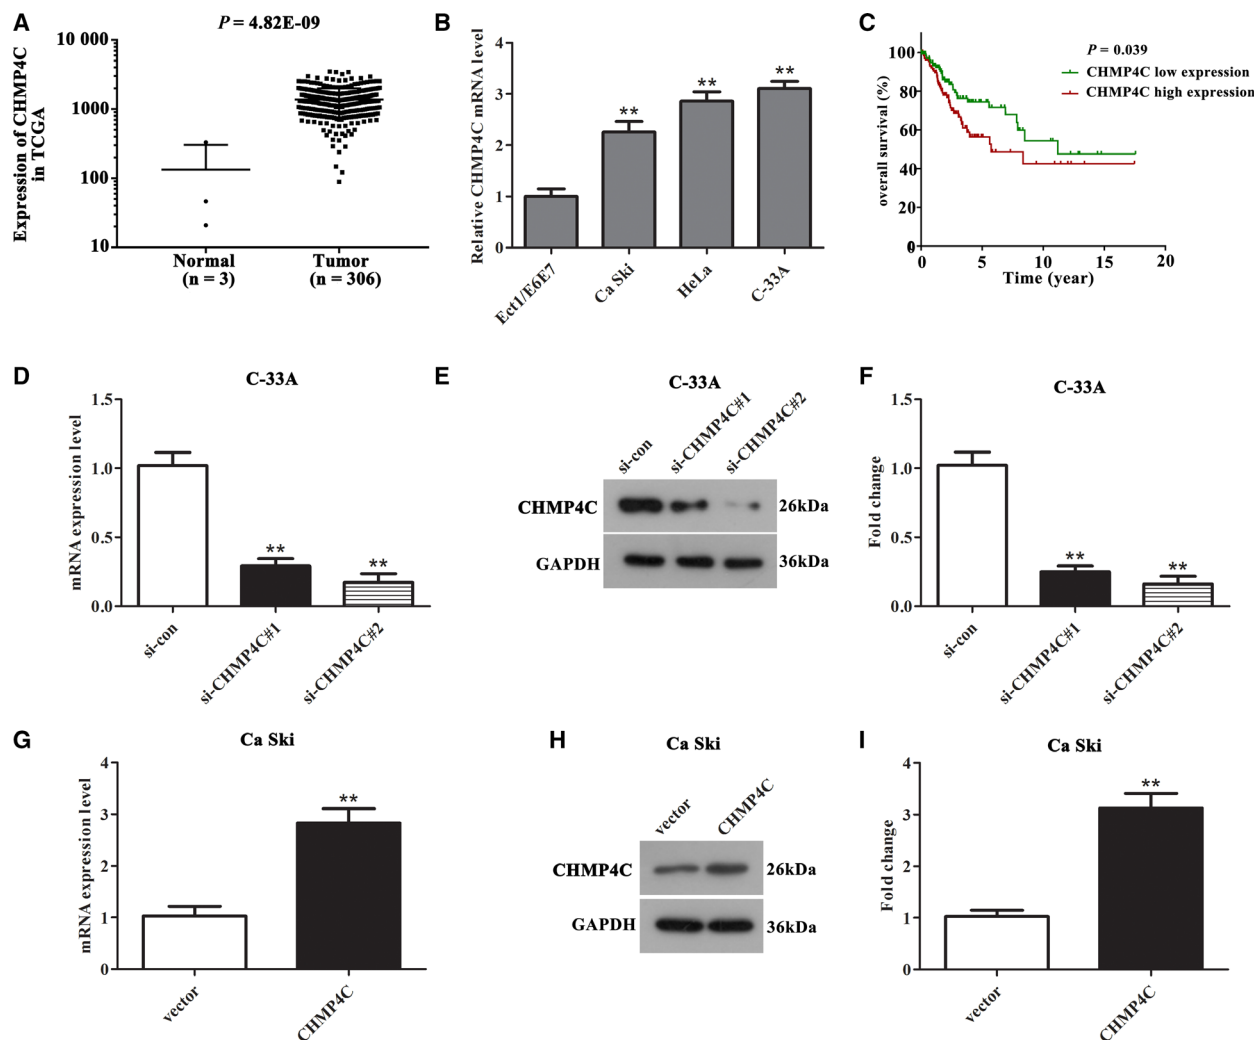 A
P = 4.82E-09
Expression of CHMP4C
in TCGA
10 000
1000
100
10
Normal
(n = 3)
Tumor
(n = 306)
B
Relative CHMP4C mRNA level
4
3
2
1
0
**
**
**
Ect1/E6E7
Ca Ski
HeLa
C-33A
C
P = 0.039
CHMP4C low expression
CHMP4C high expression
overall survival (%)
100
80
60
40
20
0
0
5
10
15
20
Time (year)
D
C-33A
mRNA expression level
1.5
1.0
0.5
0.0
**
**
si-con
si-CHMP4C#1
si-CHMP4C#2
E
C-33A
si-con
si-CHMP4C#1
si-CHMP4C#2
CHMP4C
26kDa
GAPDH
36kDa
F
C-33A
Fold change
1.5
1.0
0.5
0.0
**
**
si-con
si-CHMP4C#1
si-CHMP4C#2
G
Ca Ski
mRNA expression level
4
3
2
1
0
**
vector
CHMP4C
H
Ca Ski
vector
CHMP4C
CHMP4C
26kDa
GAPDH
36kDa
I
Ca Ski
Fold change
4
3
2
1
0
**
vector
CHMP4C